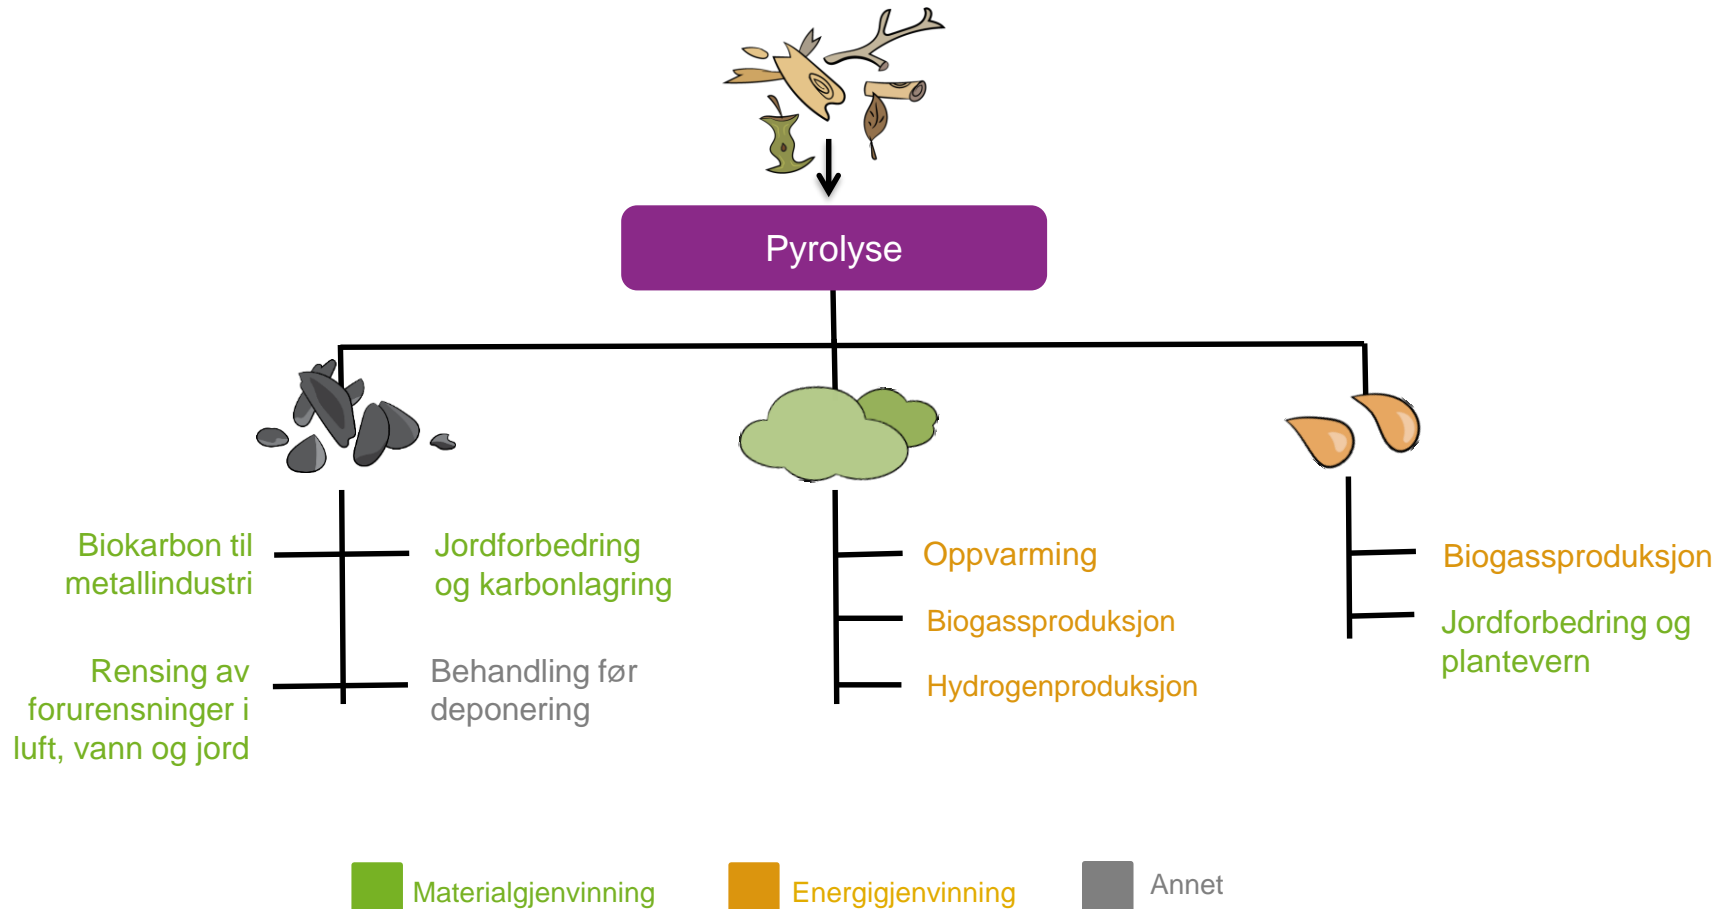 Pyrolyse
Biokarbon til
metallindustri
Jordforbedring
og karbonlagring
Rensing av
forurensninger i
luft, vann og jord
Behandling før
deponering
Oppvarming
Biogassproduksjon
Hydrogenproduksjon
Biogassproduksjon
Jordforbedring og
plantevern
Materialgjenvinning
Energigjenvinning
Annet